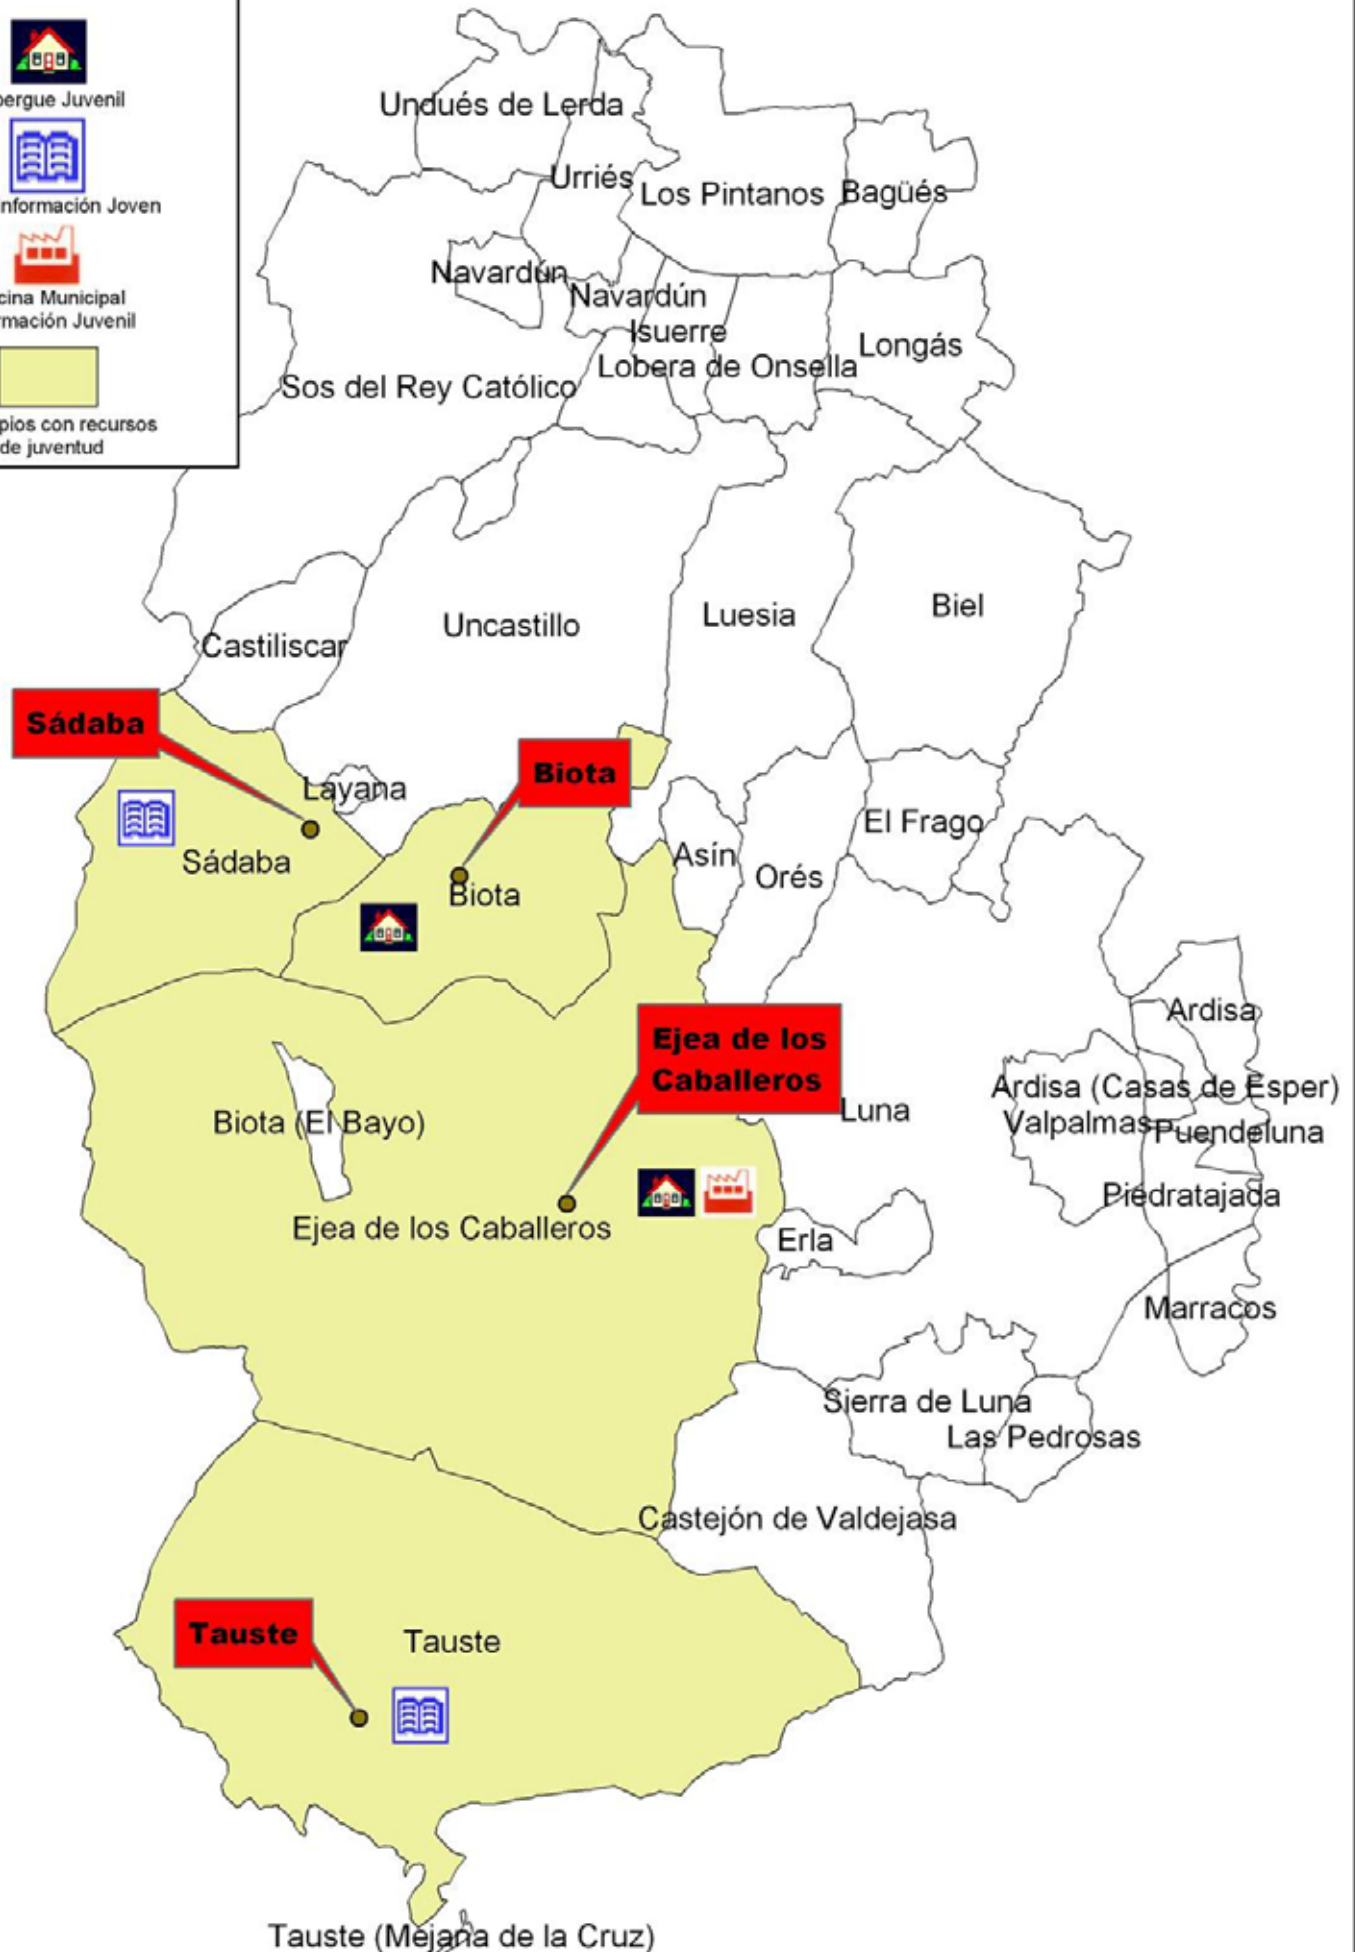 bergue Juvenil
nformación Joven
cina Municipal
rmación Juvenil
pios con recursos
de juventud
Undués de Lerda
Urriés
Los Pintanos
Bagüés
Navardún
Navardún
Isuerre
Lobera de Onsella
Longás
Sos del Rey Católico
Castiliscar
Uncastillo
Luesia
Biel
Sádaba
Biota
Layana
El Frago
Sádaba
Asín
Orés
Biota
Ardisa
Ejea de los
Caballeros
Ardisa (Casas de Esper)
Luna
Biota (El Bayo)
Valpalmas
Puendeluna
Piedratajada
Ejea de los Caballeros
Erla
Marracos
Sierra de Luna
Las Pedrosas
Castejón de Valdejasa
Tauste
Tauste
Tauste (Mejana de la Cruz)